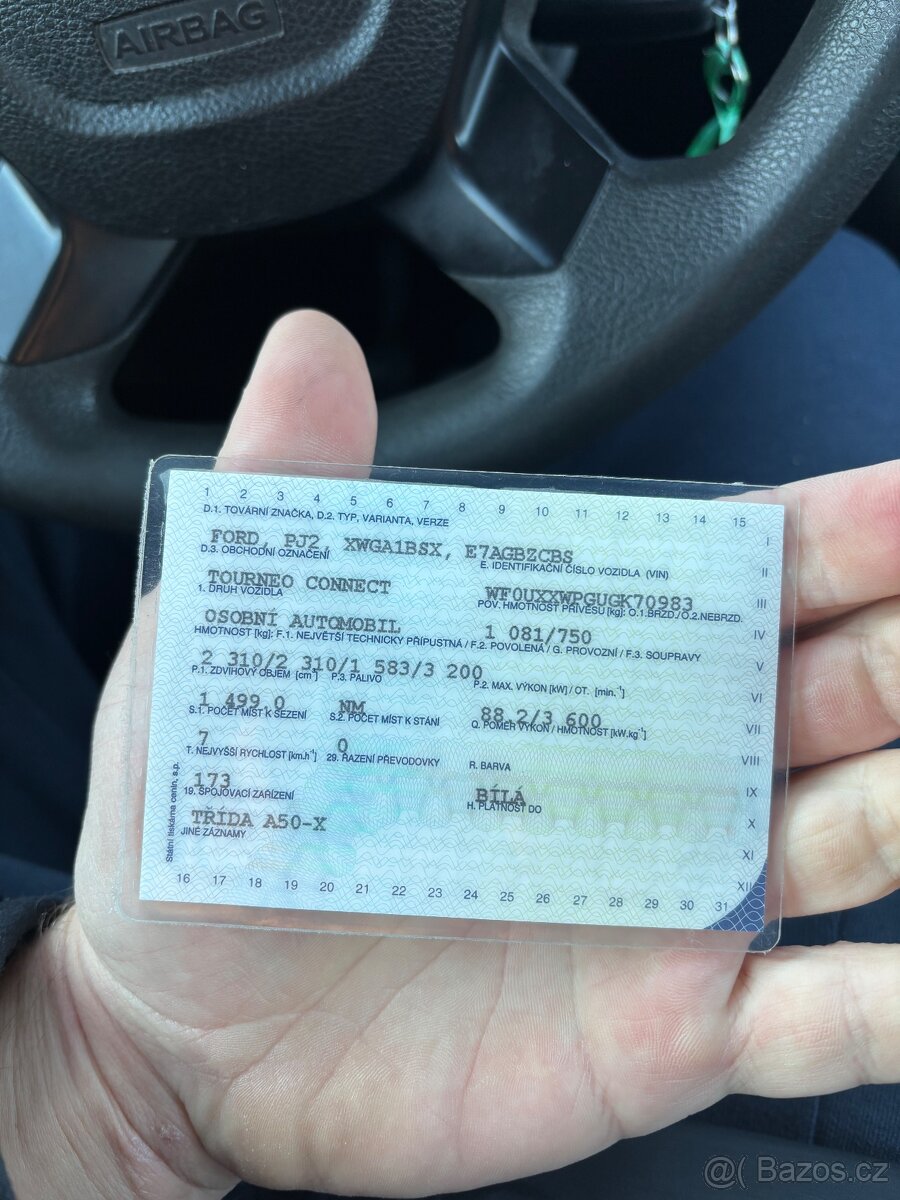 AIRBAG
1 2 3 4 5 6 7 8 9 10 11 12 13 14 15
D.1. TOVÁRNÍ ZNAČKA, D.2. TYP, VARIANTA, VERZE
I
FORD, PJ2, XWGA1BSX, E7AGBZCBS
D.3. OBCHODNÍ OZNAČENÍ E. IDENTIFIKAČNÍ ČÍSLO VOZIDLA (VIN)
II
TOURNEO CONNECT WF0UXXWPGUGK70983
III
1. DRUH VOZIDLA POV. HMOTNOST PŘÍVĚSU [kg]: O.1.BRZD./O.2.NEBRZD.
OSOBNÍ AUTOMOBIL 1 081/750
IV
HMOTNOST [kg]: F.1. NEJVĚTŠÍ TECHNICKY PŘÍPUSTNÁ / F.2. POVOLENÁ / G. PROVOZNÍ / F.3. SOUPRAVY
V
2 310/2 310/1 583/3 200
P.1. ZDVIHOVÝ OBJEM [cm³] P.3. PALIVO P.2. MAX. VÝKON [kW] / OT. [min.⁻¹]
VI
1 499,0 NM 88,2/3 600
S.1. POČET MÍST K SEZENÍ S.2. POČET MÍST K STÁNÍ Q. POMĚR VÝKON / HMOTNOST [kW.kg⁻¹]
VII
7 0
T. NEJVYŠŠÍ RYCHLOST [km.h⁻¹] 29. ŘAZENÍ PŘEVODOVKY R. BARVA
VIII
173 BÍLÁ
IX
19. SPOJOVACÍ ZAŘÍZENÍ H. PLATNOST DO
TŘÍDA A50-X
X
JINÉ ZÁZNAMY
XI
XII
16 17 18 19 20 21 22 23 24 25 26 27 28 29 30 31
Státní tiskárna cenin, s.p.
@( Bazos.cz